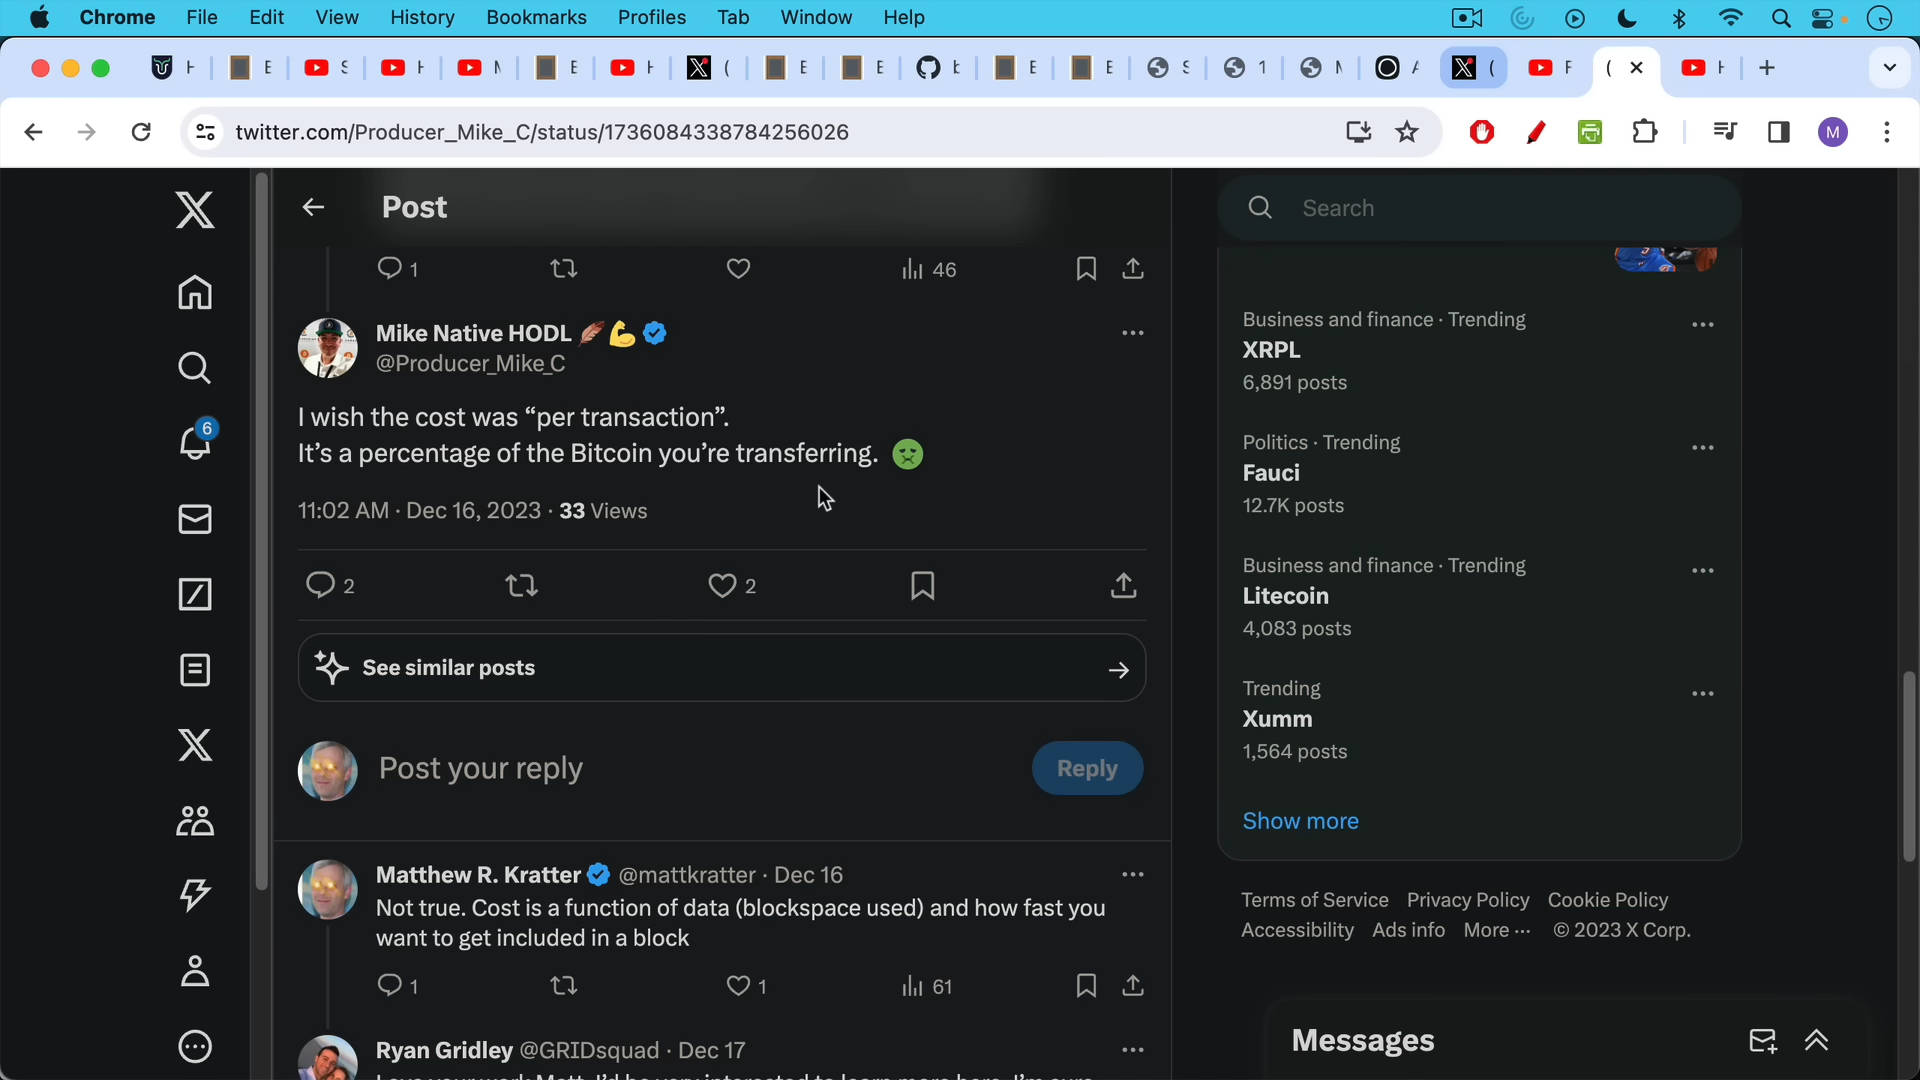 Chrome File Edit View History Bookmarks Profiles Tab Window Help
twitter.com/Producer_Mike_C/status/1736084338784256026
M
Post
Search
1 46
Mike Native HODL
@Producer_Mike_C
I wish the cost was “per transaction”.
It’s a percentage of the Bitcoin you’re transferring.
11:02 AM · Dec 16, 2023 · 33 Views
2 2
See similar posts
Post your reply
Reply
Matthew R. Kratter @mattkratter · Dec 16
Not true. Cost is a function of data (blockspace used) and how fast you
want to get included in a block
1 1 61
Ryan Gridley @GRIDsquad · Dec 17
6
Business and finance · Trending
XRPL
6,891 posts
Politics · Trending
Fauci
12.7K posts
Business and finance · Trending
Litecoin
4,083 posts
Trending
Xumm
1,564 posts
Show more
Terms of Service Privacy Policy Cookie Policy
Accessibility Ads info More ··· © 2023 X Corp.
Messages